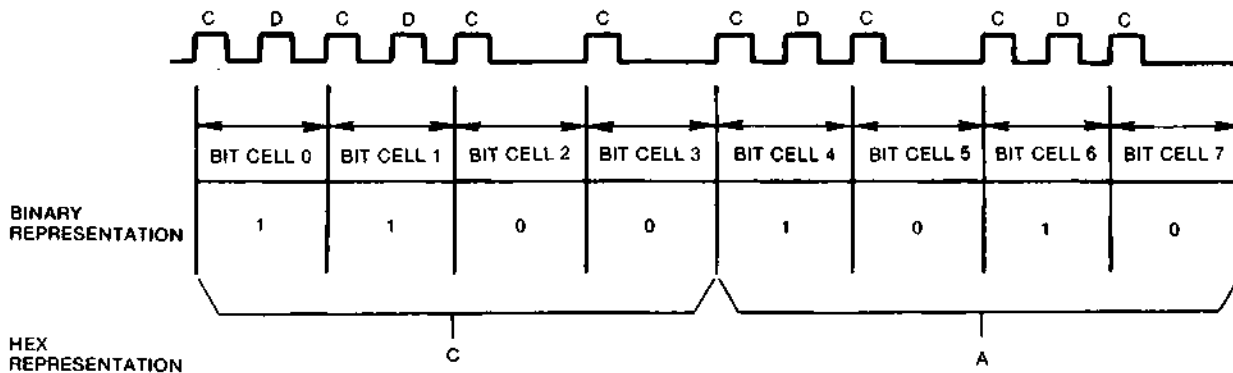 C D C D C C C D C C D C
BIT CELL 0 BIT CELL 1 BIT CELL 2 BIT CELL 3 BIT CELL 4 BIT CELL 5 BIT CELL 6 BIT CELL 7
BINARY
REPRESENTATION
1 1 0 0 1 0 1 0
HEX
REPRESENTATION
C A